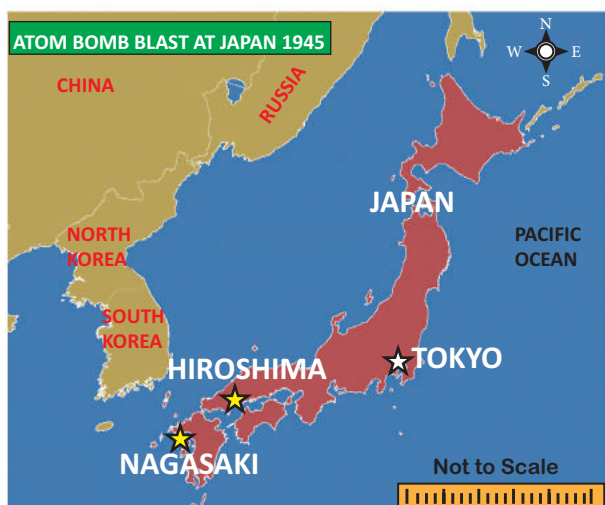 ATOM BOMB BLAST AT JAPAN 1945
N
W E
S
CHINA
RUSSIA
JAPAN
NORTH
KOREA
PACIFIC
OCEAN
SOUTH
KOREA
TOKYO
HIROSHIMA
NAGASAKI
Not to Scale